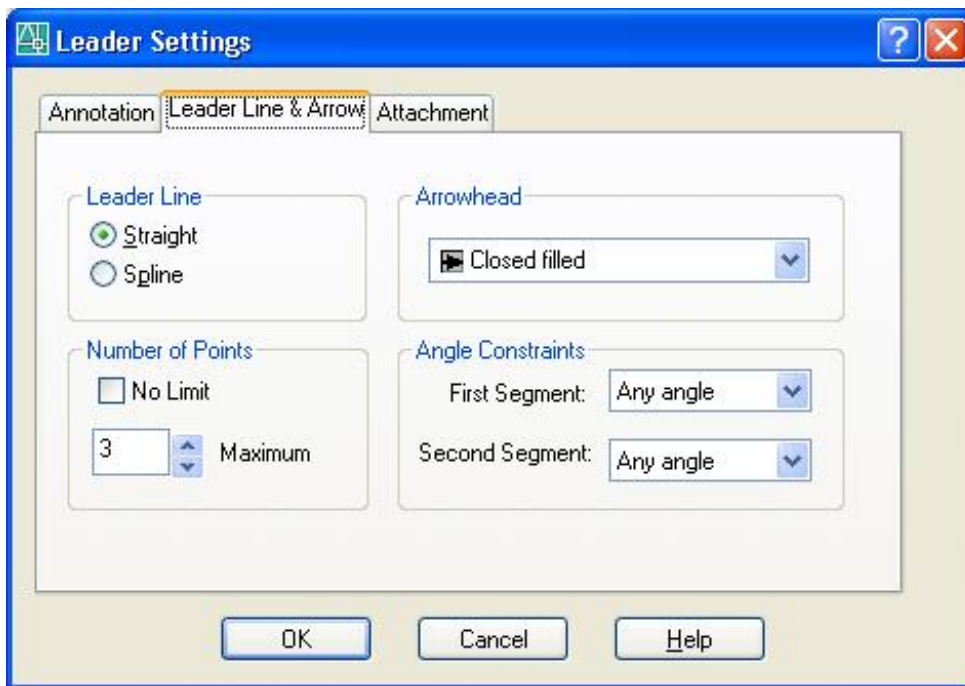 Leader Settings
Annotation Leader Line & Arrow Attachment
Leader Line
Straight
Spline
Arrowhead
Closed filled
Number of Points
No Limit
3 Maximum
Angle Constraints
First Segment: Any angle
Second Segment: Any angle
OK Cancel Help